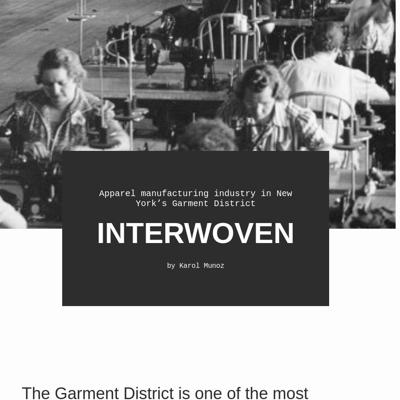 Apparel manufacturing industry in New
York’s Garment District
INTERWOVEN
by Karol Munoz
The Garment District is one of the most